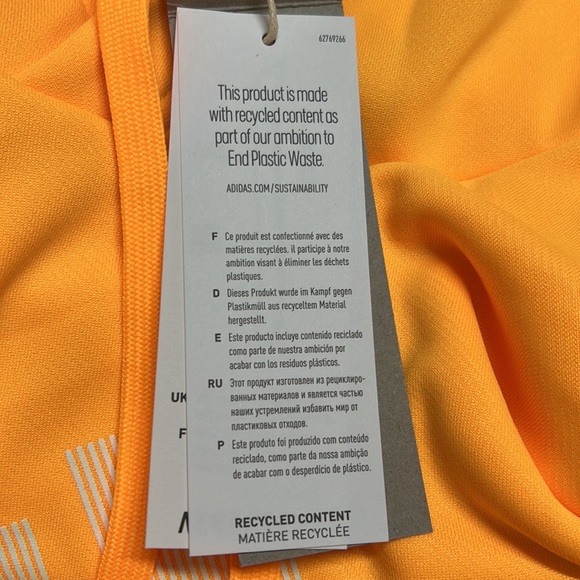 62769266
This product is made
with recycled content as
part of our ambition to
End Plastic Waste.
ADIDAS.COM/SUSTAINABILITY
F Ce produit est confectionné avec des
matières recyclées. il participe à notre
ambition visant à éliminer les déchets
plastiques.
D Dieses Produkt wurde im Kampf gegen
Plastikmüll aus recyceltem Material
hergestellt.
E Este producto incluye contenido reciclado
como parte de nuestra ambición por
acabar con los residuos plásticos.
RU Этот продукт изготовлен из рециклиро-
ванных материалов и является частью
наших устремлений избавить мир от
пластиковых отходов.
P Este produto foi produzido com conteúdo
reciclado, como parte da nossa ambição
de acabar com o desperdício de plástico.
UK
F
RECYCLED CONTENT
MATIÈRE RECYCLÉE